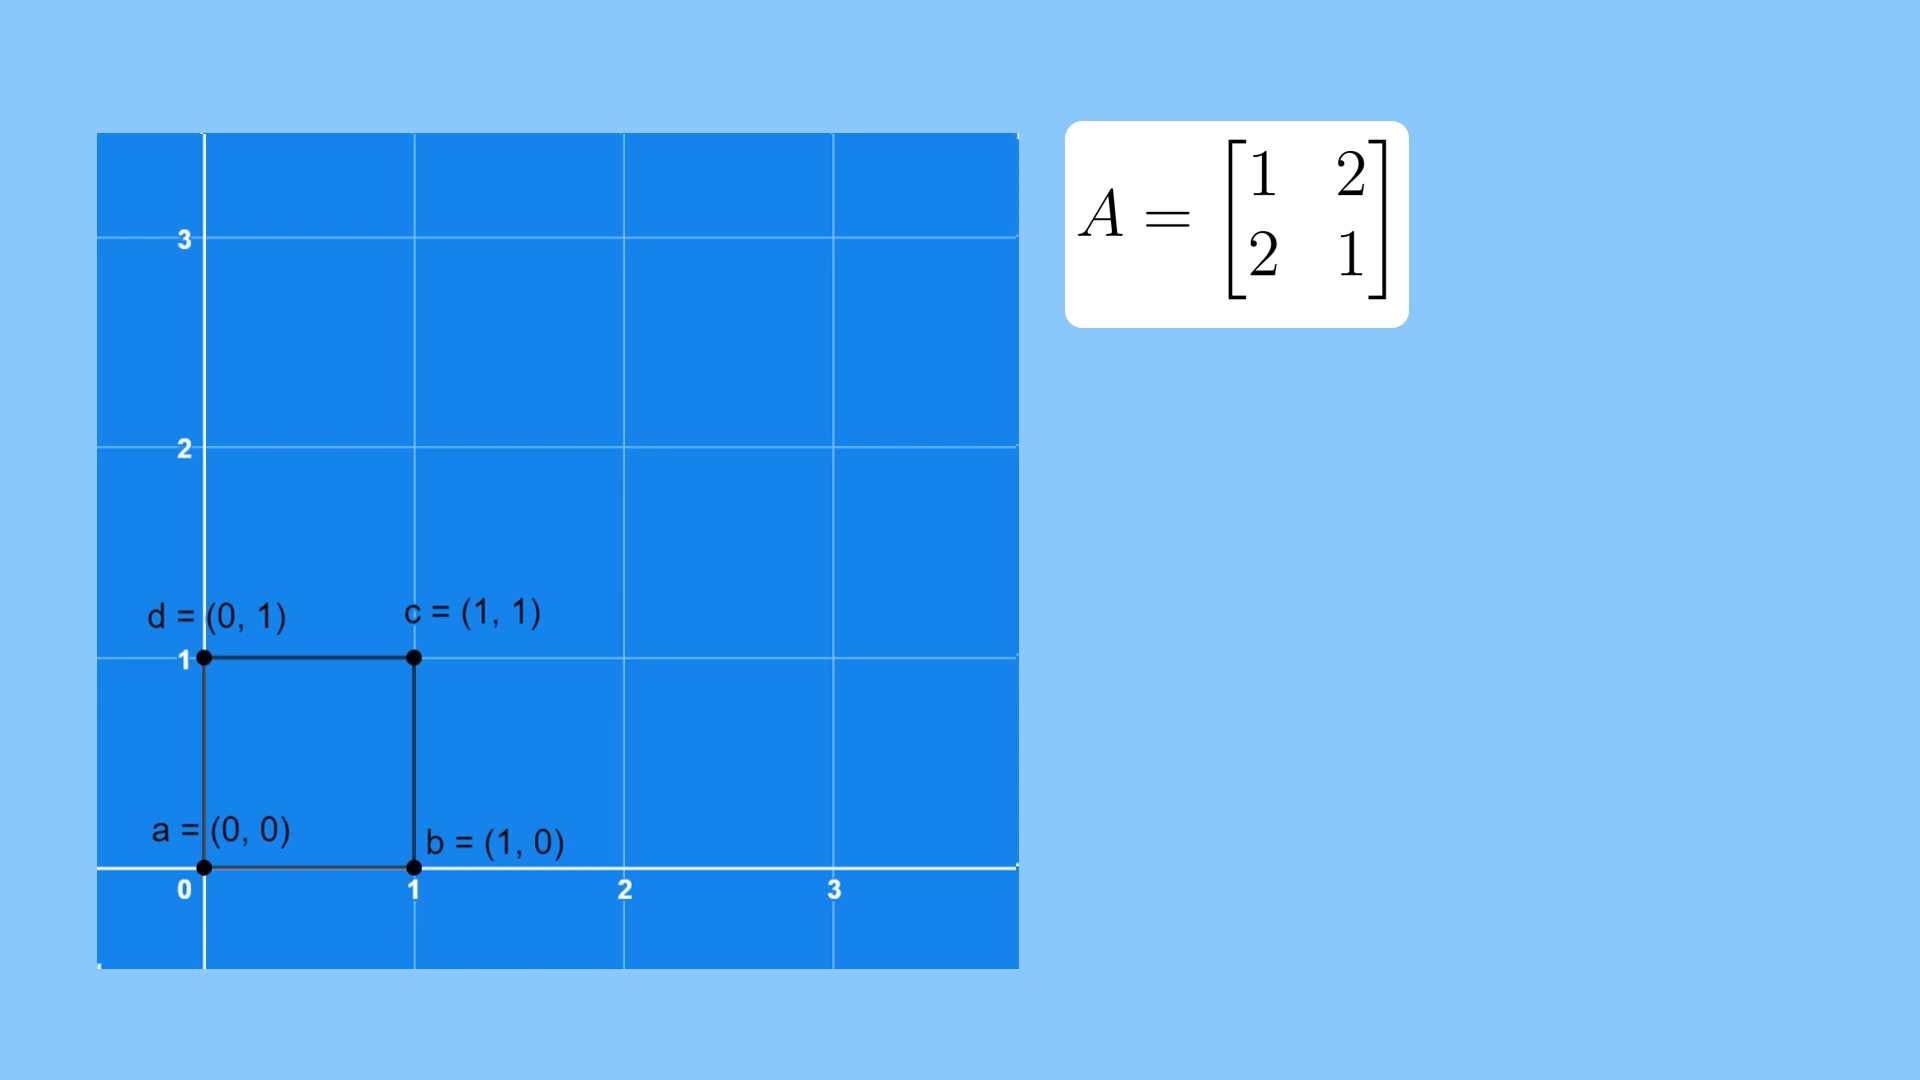 3
2
d = (0, 1)
c = (1, 1)
1
a = (0, 0)
b = (1, 0)
0 1 2 3
A = [1 2
2 1]